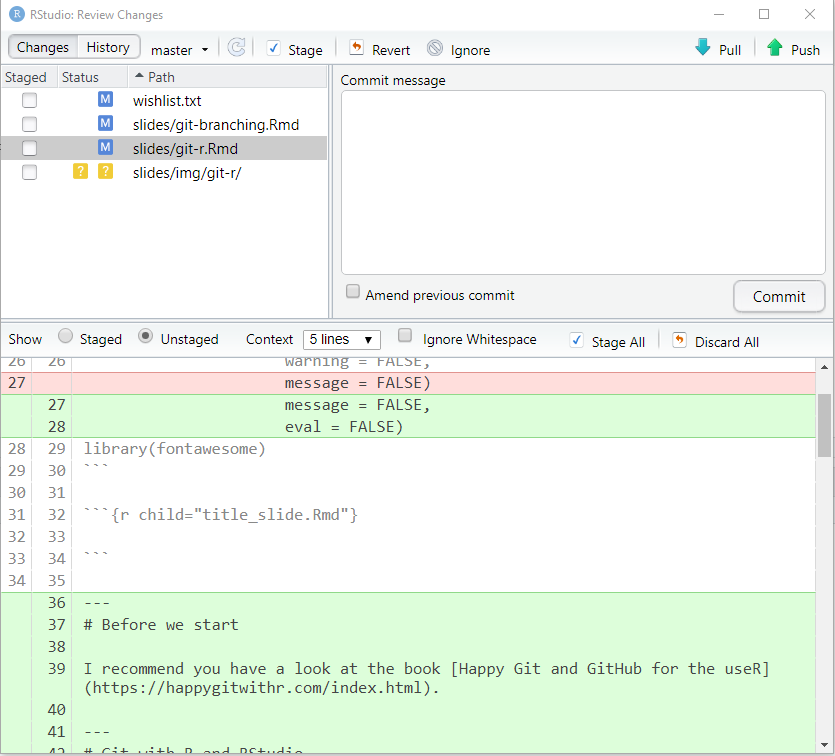 RStudio: Review Changes
Changes History master Stage Revert Ignore Pull Push
Staged Status Path
M wishlist.txt
M slides/git-branching.Rmd
M slides/git-r.Rmd
? ? slides/img/git-r/
Commit message
Amend previous commit Commit
Show Staged Unstaged Context 5 lines Ignore Whitespace Stage All Discard All
26 26 warning = FALSE,
27 message = FALSE)
27 message = FALSE,
28 eval = FALSE)
28 29 library(fontawesome)
29 30 ```
30 31
31 32 ```{r child="title_slide.Rmd"}
32 33
33 34 ```
34 35
36 ---
37 # Before we start
38
39 I recommend you have a look at the book [Happy Git and GitHub for the useR]
(https://happygitwithr.com/index.html).
40
41 ---
42 # Git with R and RStudio